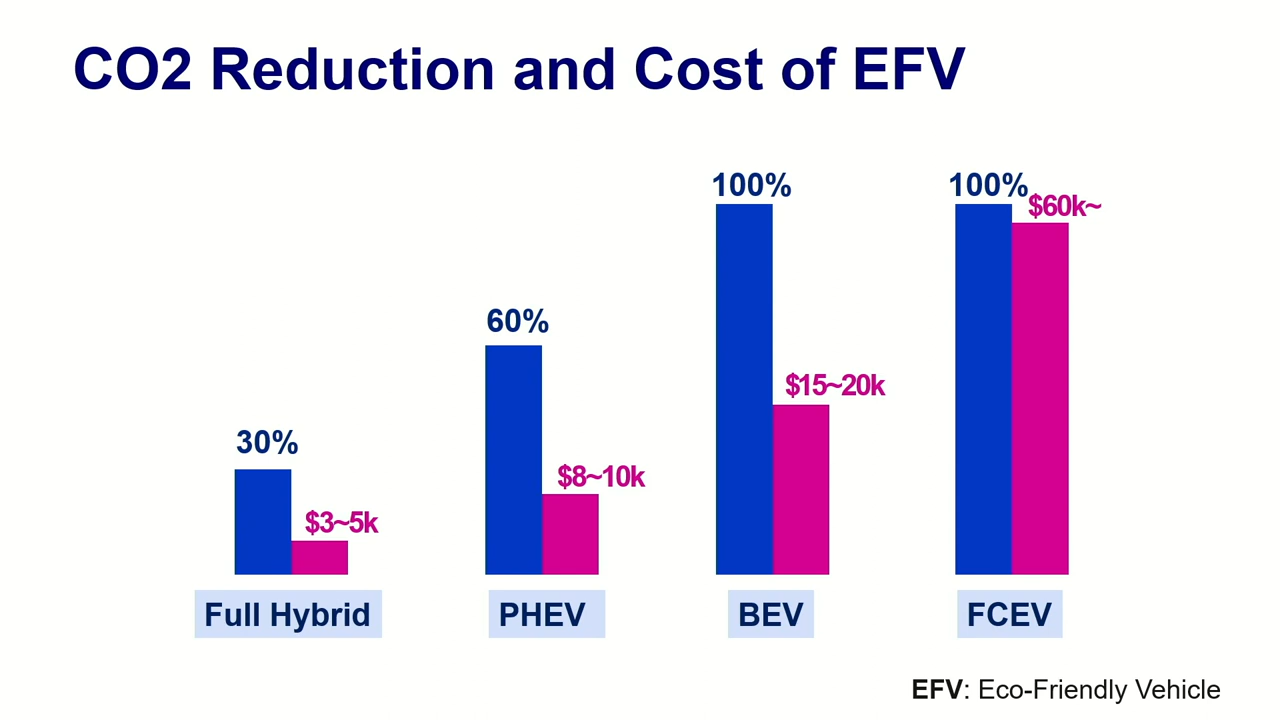 CO2 Reduction and Cost of EFV
100%
100%
$60k~
60%
$15~20k
30%
$8~10k
$3~5k
Full Hybrid
PHEV
BEV
FCEV
EFV: Eco-Friendly Vehicle